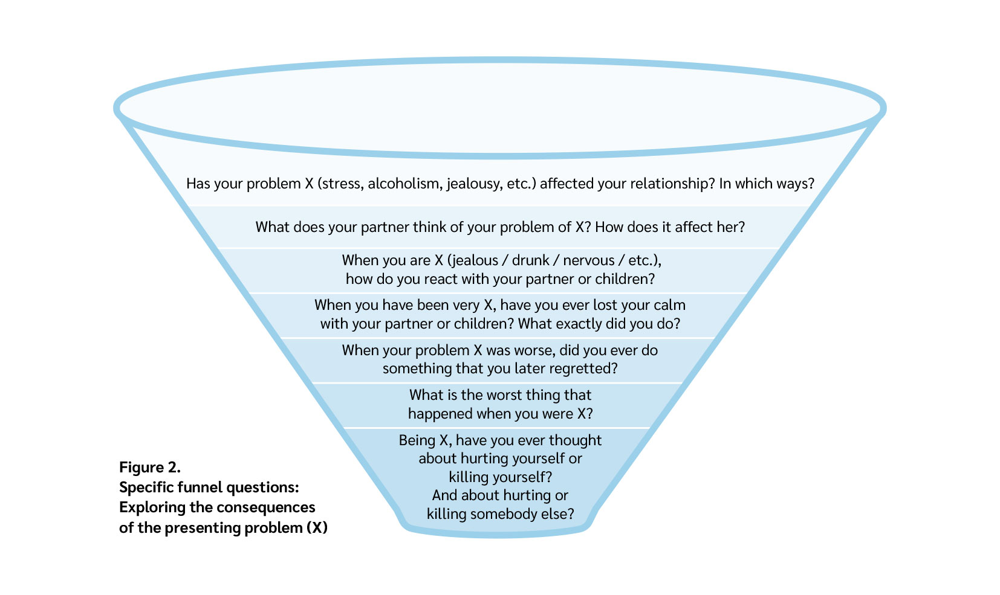 Has your problem X (stress, alcoholism, jealousy, etc.) affected your relationship? In which ways?
What does your partner think of your problem of X? How does it affect her?
When you are X (jealous / drunk / nervous / etc.),
how do you react with your partner or children?
When you have been very X, have you ever lost your calm
with your partner or children? What exactly did you do?
When your problem X was worse, did you ever do
something that you later regretted?
What is the worst thing that
happened when you were X?
Being X, have you ever thought
about hurting yourself or
killing yourself?
And about hurting or
killing somebody else?
Figure 2.
Specific funnel questions:
Exploring the consequences
of the presenting problem (X)